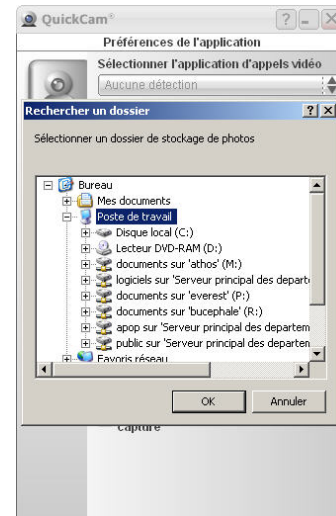 QuickCam®
Préférences de l'application
Sélectionner l'application d'appels vidéo
Aucune détection
Rechercher un dossier
Sélectionner un dossier de stockage de photos
Bureau
Mes documents
Poste de travail
Disque local (C:)
Lecteur DVD-RAM (D:)
documents sur 'athos' (M:)
logiciels sur 'Serveur principal des departe
documents sur 'everest' (P:)
documents sur 'bucephale' (R:)
apop sur 'Serveur principal des departem
public sur 'Serveur principal des departen
Favoris réseau
OK
Annuler
capture